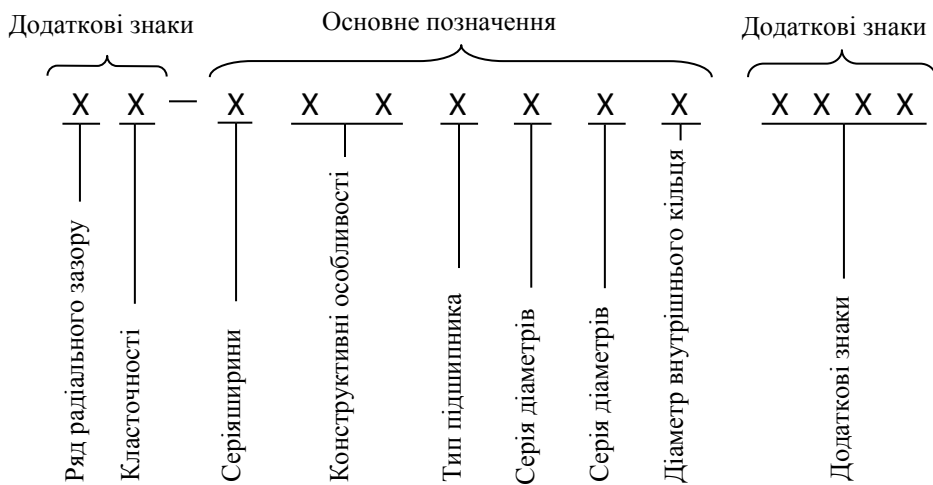 Додаткові знаки
Основне позначення
Додаткові знаки
X X — X X X X X X X X X X X
Ряд радіального зазору
Класточності
Серіяширини
Конструктивні особливості
Тип підшипника
Серія діаметрів
Серія діаметрів
Діаметр внутрішнього кільця
Додаткові знаки